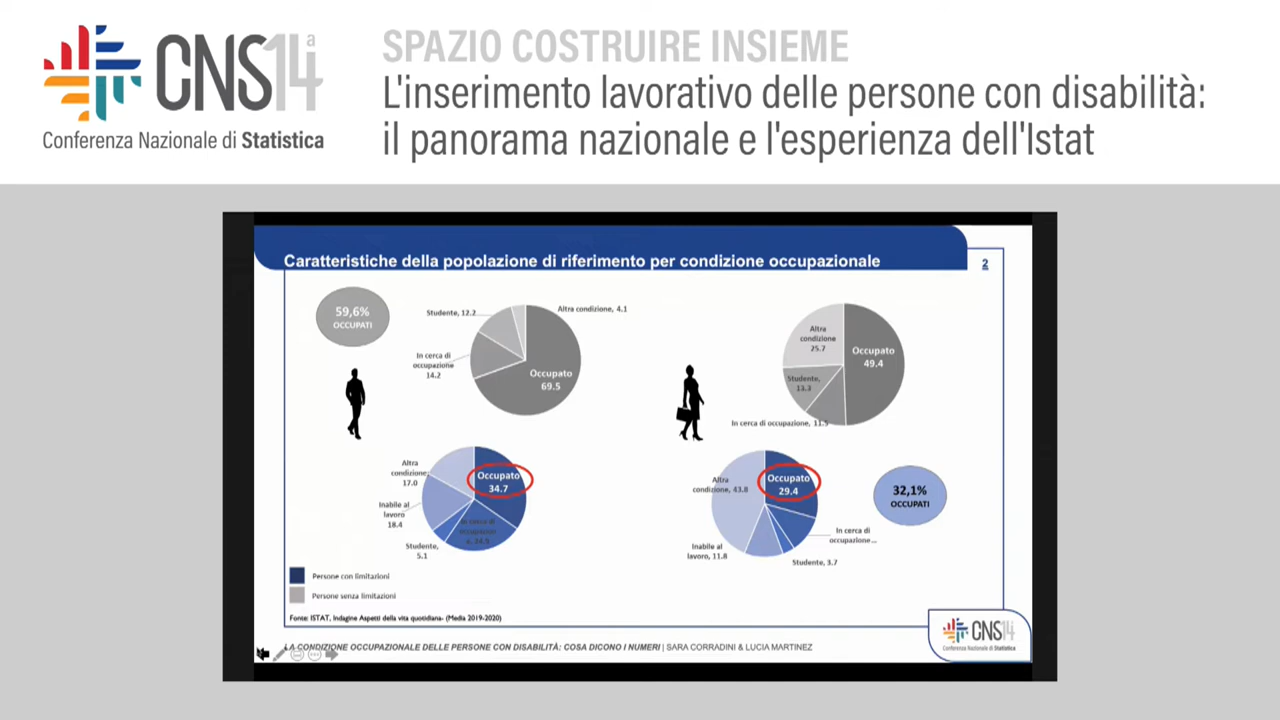 CNS14ª
Conferenza Nazionale di Statistica
SPAZIO COSTRUIRE INSIEME
L'inserimento lavorativo delle persone con disabilità:
il panorama nazionale e l'esperienza dell'Istat
Caratteristiche della popolazione di riferimento per condizione occupazionale
2
59,6%
OCCUPATI
Studente, 12.2
Altra condizione, 4.1
In cerca di
occupazione
14.2
Occupato
69.5
Altra
condizione
25.7
Occupato
49.4
Studente,
13.3
In cerca di occupazione, 11.5
Altra
condizione,
17.0
Occupato
34.7
Inabile al
lavoro
18.4
In cerca di
occupazion
e, 24.9
Studente,
5.1
Altra
condizione, 43.8
Occupato
29.4
32,1%
OCCUPATI
In cerca di
occupazione...
Inabile al
lavoro, 11.8
Studente, 3.7
Persone con limitazioni
Persone senza limitazioni
Fonte: ISTAT, Indagine Aspetti della vita quotidiana- (Media 2019-2020)
LA CONDIZIONE OCCUPAZIONALE DELLE PERSONE CON DISABILITÀ: COSA DICONO I NUMERI | SARA CORRADINI & LUCIA MARTINEZ
CNS14
Conferenza Nazionale di Statistica